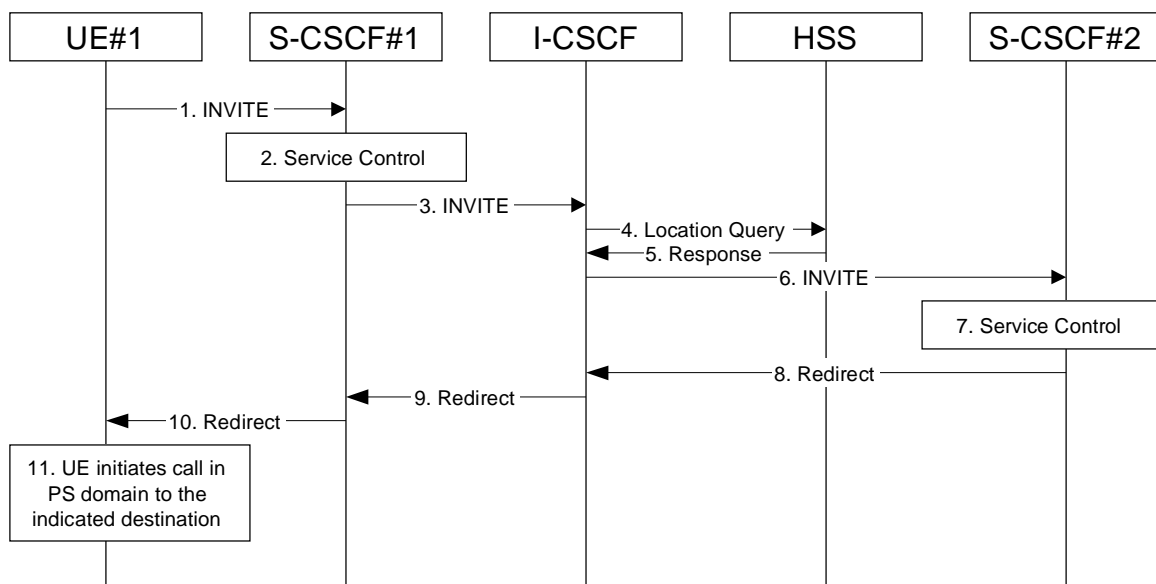 UE#1
S-CSCF#1
I-CSCF
HSS
S-CSCF#2
1. INVITE
2. Service Control
3. INVITE
4. Location Query
5. Response
6. INVITE
7. Service Control
8. Redirect
9. Redirect
10. Redirect
11. UE initiates call in
PS domain to the
indicated destination